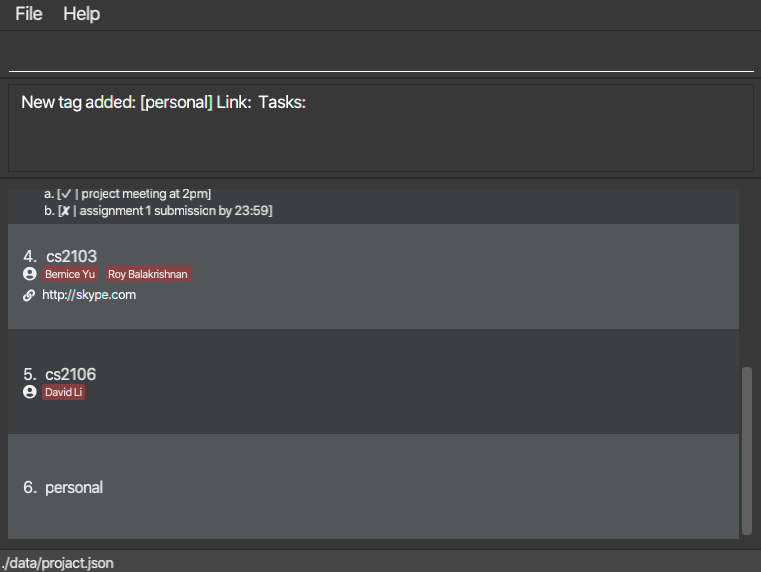 File Help
New tag added: [personal] Link: Tasks:
a. [✓ | project meeting at 2pm]
b. [✗ | assignment 1 submission by 23:59]
4. cs2103
Bernice Yu Roy Balakrishnan
http://skype.com
5. cs2106
David Li
6. personal
./data/projact.json